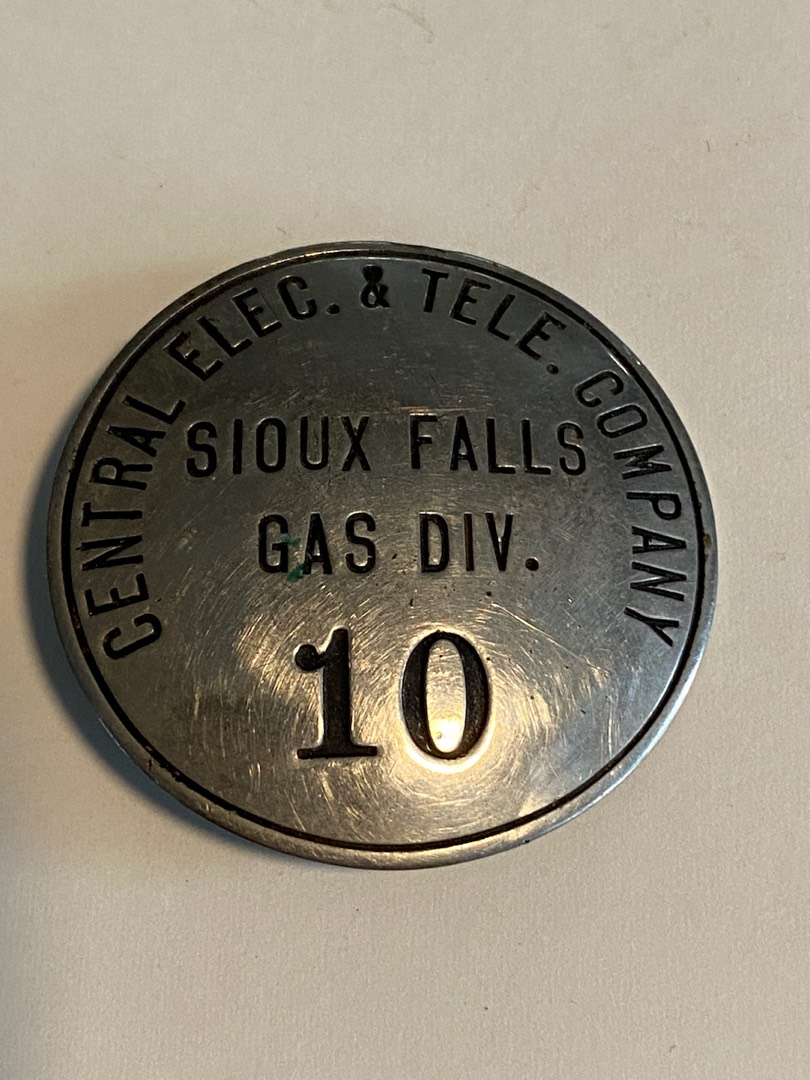 CENTRAL ELEC. & TELE. COMPANY
SIOUX FALLS
GAS DIV.
10